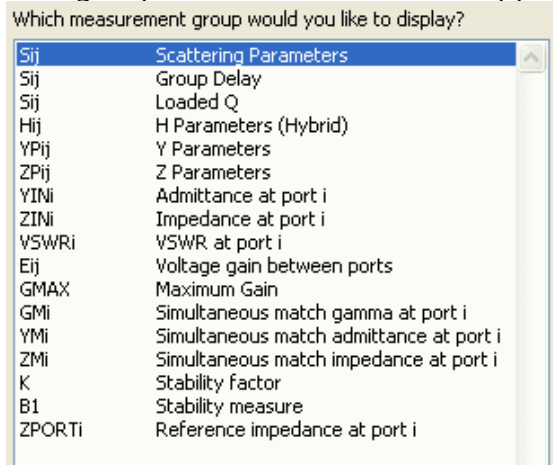 Which measurement group would you like to display?
Sij Scattering Parameters
Sij Group Delay
Sij Loaded Q
Hij H Parameters (Hybrid)
YPij Y Parameters
ZPij Z Parameters
YINi Admittance at port i
ZINi Impedance at port i
VSWRi VSWR at port i
Eij Voltage gain between ports
GMAX Maximum Gain
GMi Simultaneous match gamma at port i
YMi Simultaneous match admittance at port i
ZMi Simultaneous match impedance at port i
K Stability factor
B1 Stability measure
ZPORTi Reference impedance at port i